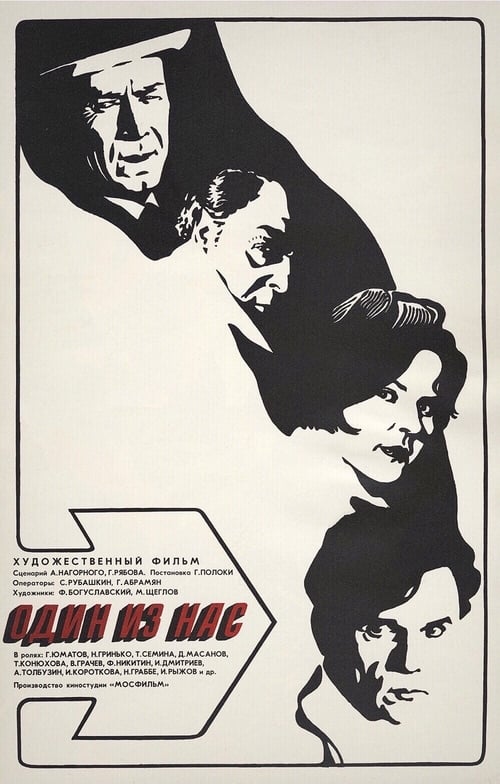 ХУДОЖЕСТВЕННЫЙ ФИЛЬМ
Сценарий А.НАГОРНОГО, Г.РЯБОВА. Постановка Г.ПОЛОКИ
Операторы: С.РУБАШКИН, Г.АБРАМЯН
Художники: Ф.БОГУСЛАВСКИЙ, М.ЩЕГЛОВ
ОДИН ИЗ НАС
В ролях: Г.ЮМАТОВ, Н.ГРИНЬКО, Т.СЕМИНА, Д.МАСАНОВ,
Т.КОНЮХОВА, В.ГРАЧЕВ, Ф.НИКИТИН, И.ДМИТРИЕВ,
А.ТОЛБУЗИН, И.КОРОТКОВА, Н.ГРАББЕ, И.РЫЖОВ и др.
Производство киностудии «МОСФИЛЬМ»